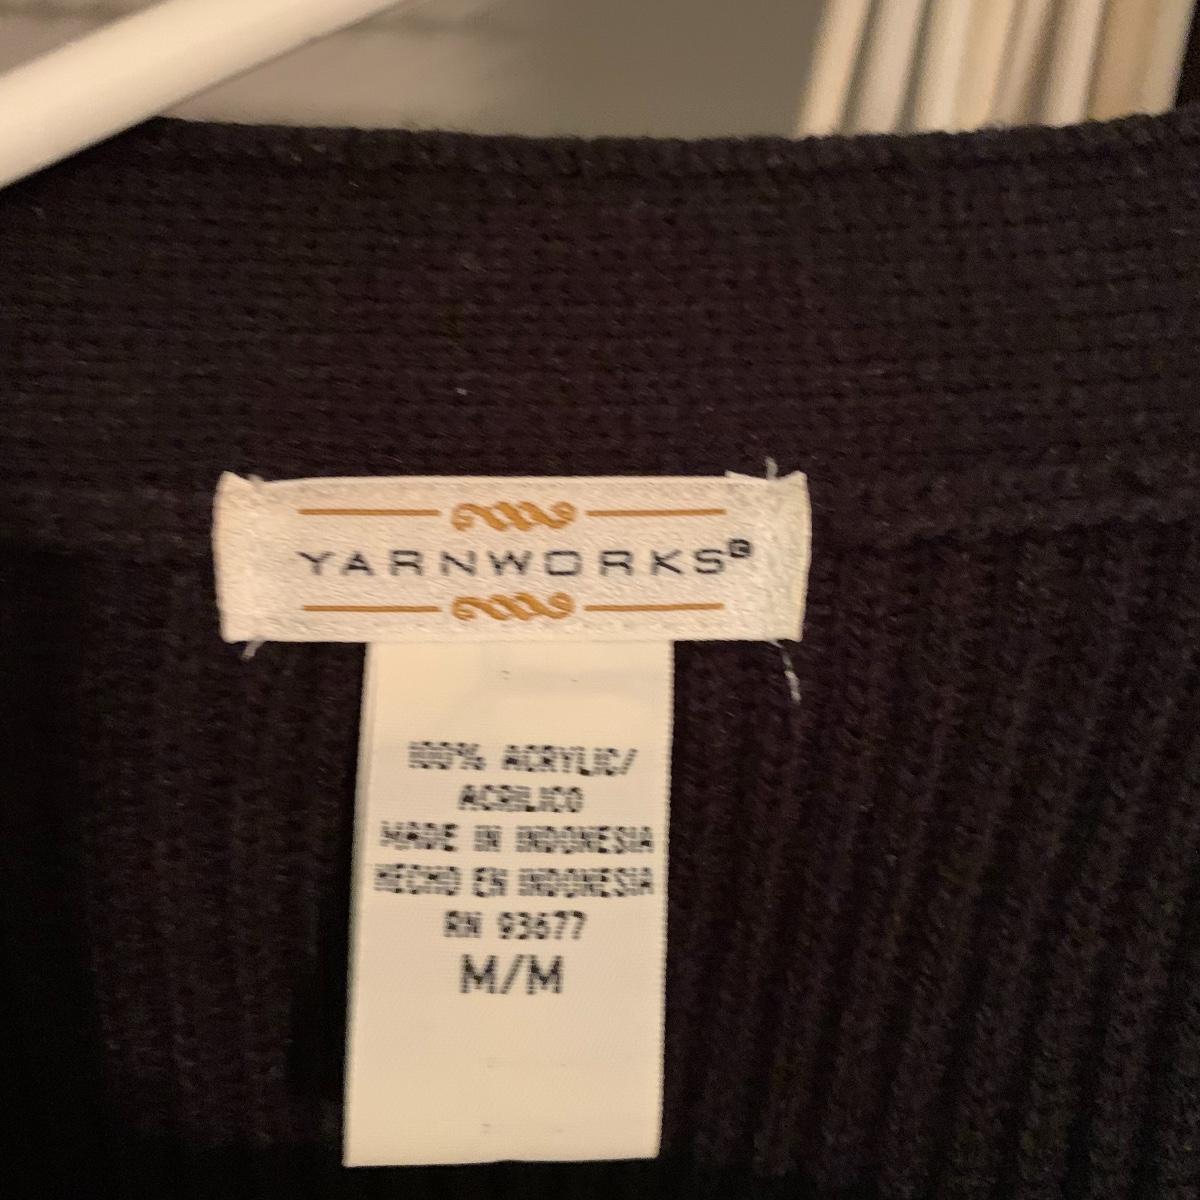 YARNWORKS®
100% ACRYLIC/
ACRILICO
MADE IN INDONESIA
HECHO EN INDONESIA
RN 93677
M/M